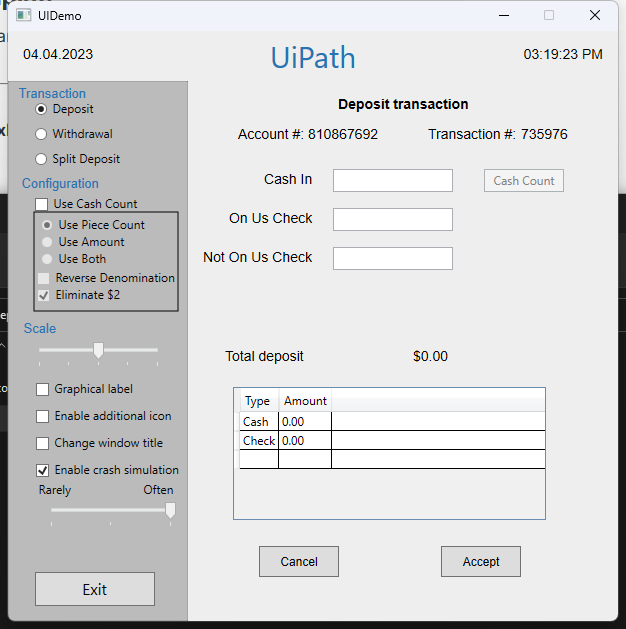 UIDemo
04.04.2023
UiPath
03:19:23 PM
Transaction
Deposit
Withdrawal
Split Deposit
Configuration
Use Cash Count
Use Piece Count
Use Amount
Use Both
Reverse Denomination
Eliminate $2
Scale
Graphical label
Enable additional icon
Change window title
Enable crash simulation
Rarely Often
Exit
Deposit transaction
Account #: 810867692 Transaction #: 735976
Cash In Cash Count
On Us Check
Not On Us Check
Total deposit $0.00
Type Amount
Cash 0.00
Check 0.00
Cancel Accept